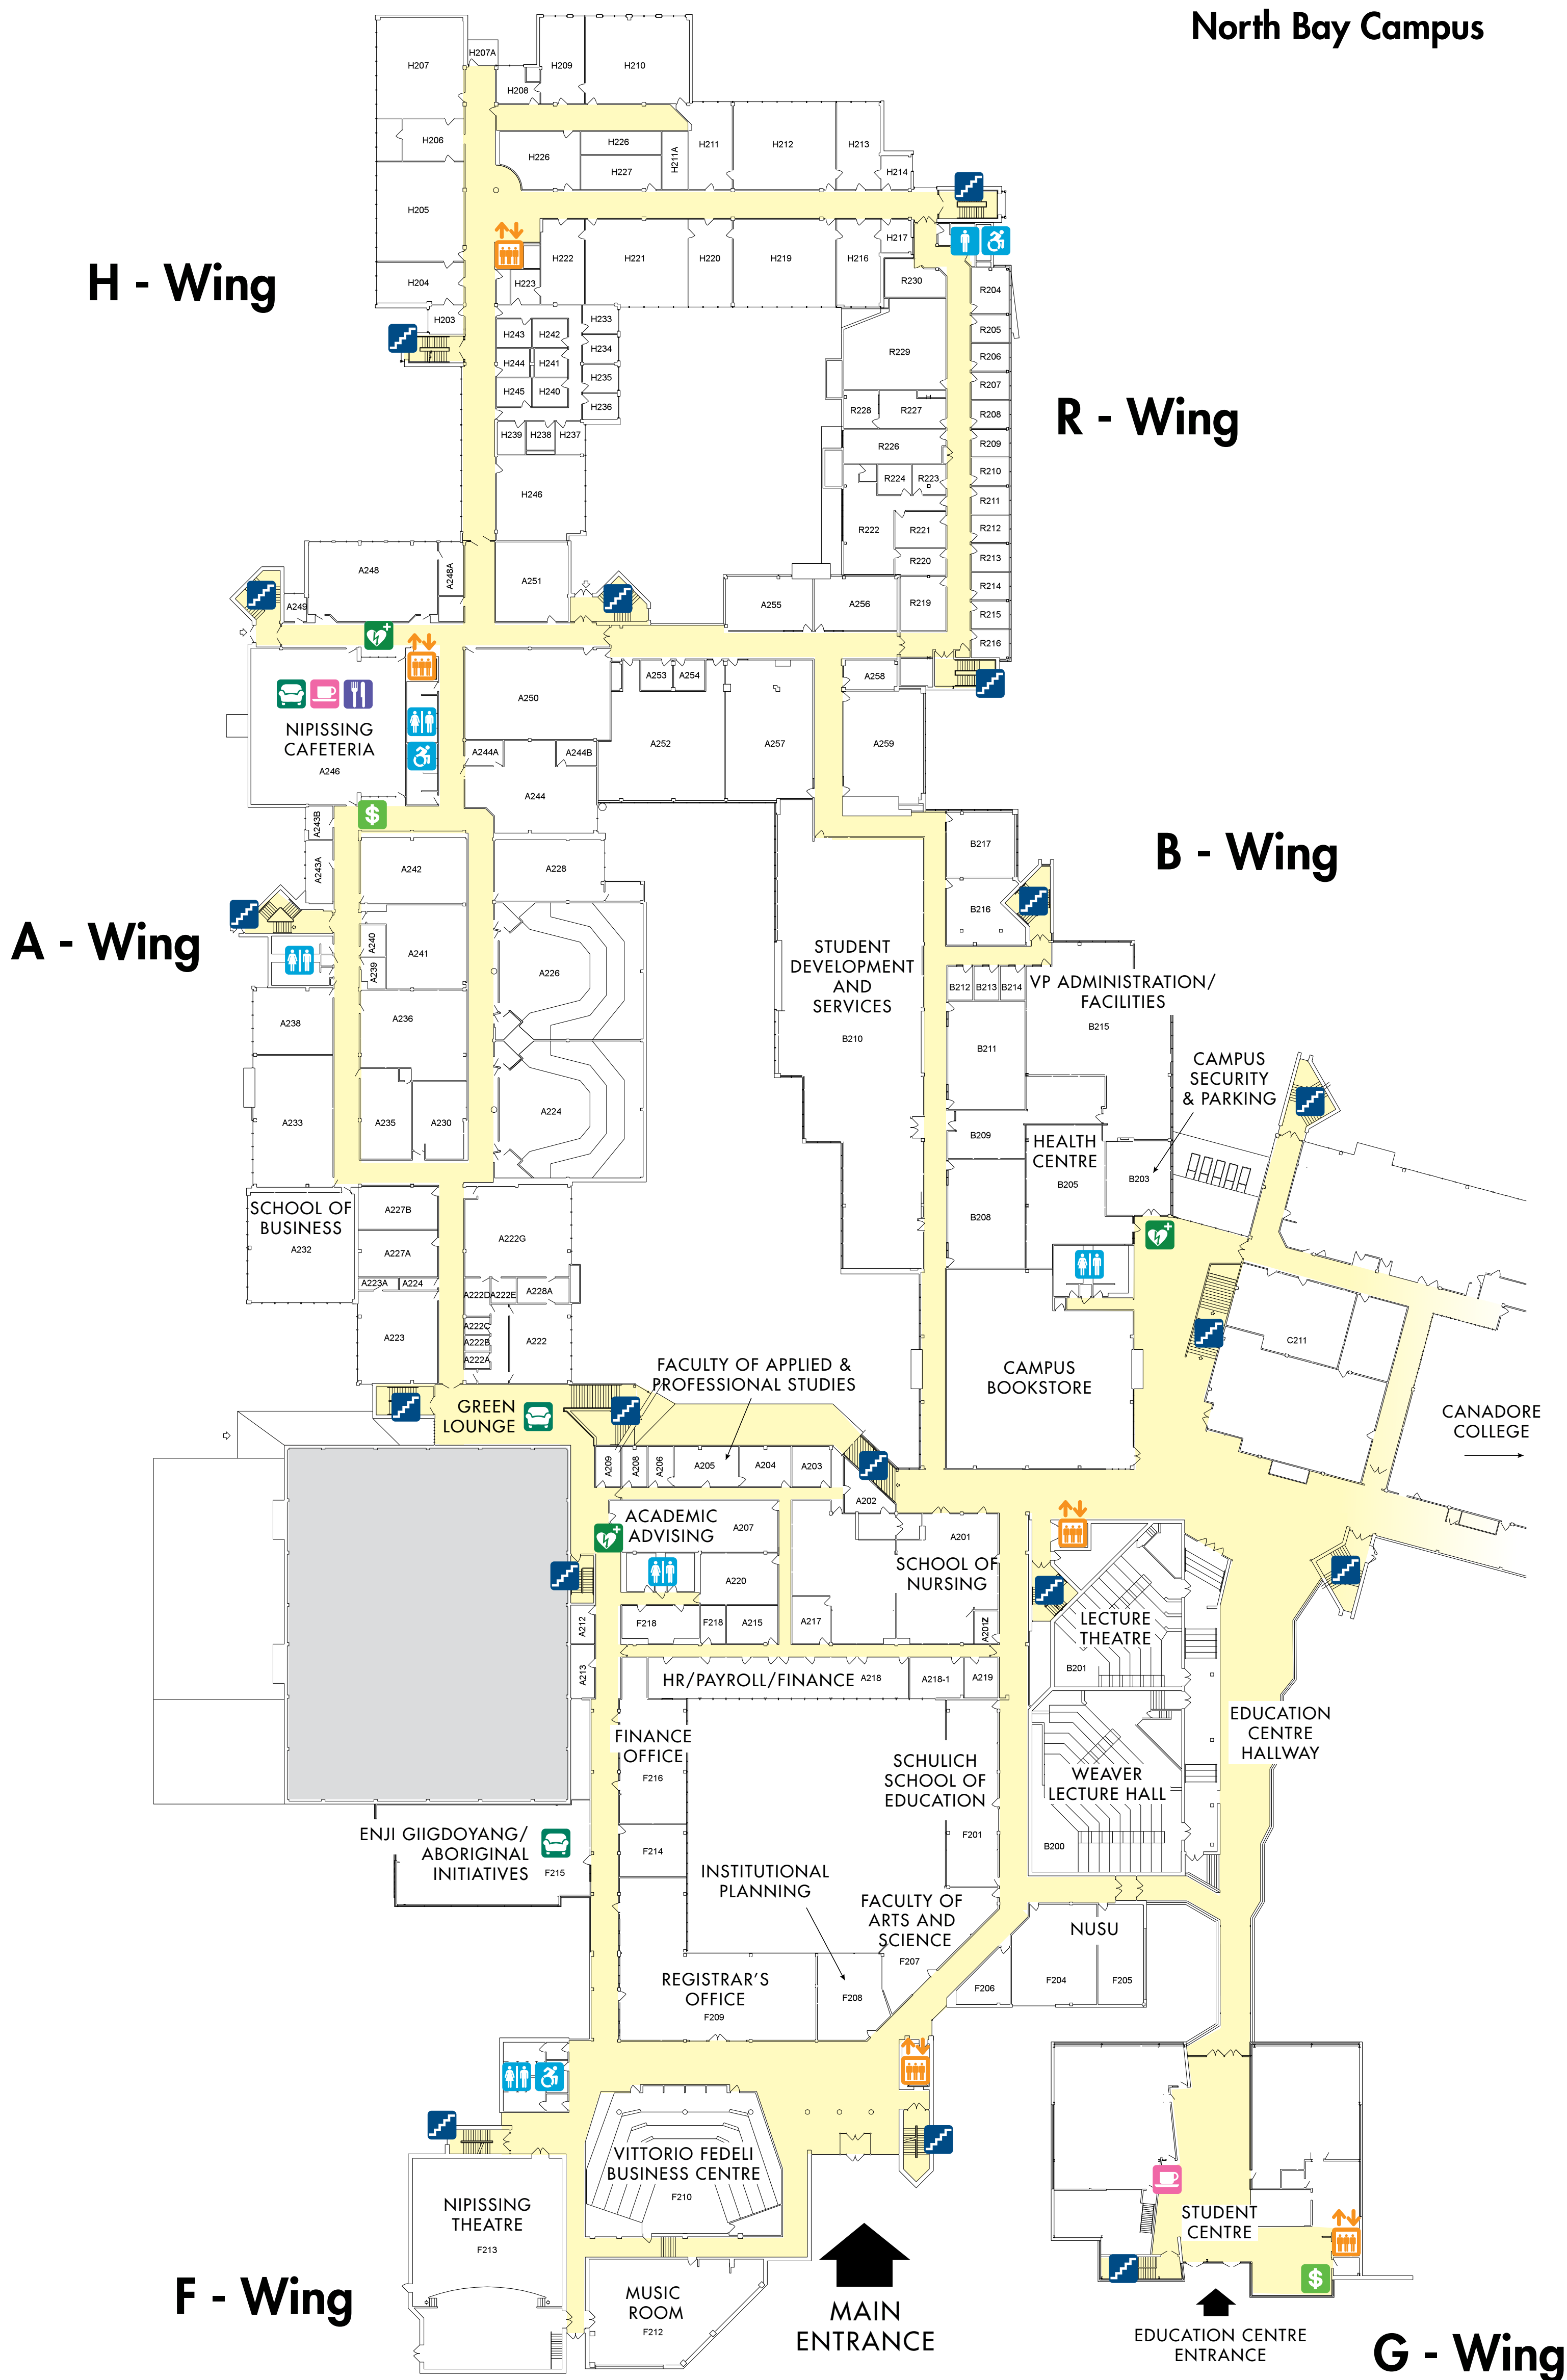 North Bay Campus
H207A
H207
H209
H210
H208
H206
H226
H226
H227
H211A
H211
H212
H213
H214
H205
H - Wing
H204
H203
H222
H223
H221
H220
H219
H216
H217
R230
R204
H243
H242
H233
H234
H244
H241
H235
H245
H240
H236
H239
H238
H237
H246
R229
R205
R206
R207
R208
R - Wing
R228
R227
R226
R209
R210
R224
R223
R211
R222
R221
R212
R220
R213
R219
R214
R215
R216
A248
A248A
A249
A251
A255
A256
A253
A254
A258
A250
NIPISSING
CAFETERIA
A246
A244A
A244B
A252
A257
A259
A244
A243B
A243A
A242
A228
B217
B - Wing
B216
A - Wing
A240
A239
A241
A226
A238
A236
STUDENT
DEVELOPMENT
AND
SERVICES
B210
B212
B213
B214
VP ADMINISTRATION/
FACILITIES
B215
B211
A233
A235
A230
A224
CAMPUS
SECURITY
& PARKING
B209
HEALTH
CENTRE
B205
B203
SCHOOL OF
BUSINESS
A232
A227B
A227A
A223A
A224
A222G
B208
A222D
A222E
A228A
A223
A222C
A222B
A222A
A222
C211
CAMPUS
BOOKSTORE
FACULTY OF APPLIED &
PROFESSIONAL STUDIES
GREEN
LOUNGE
CANADORE
COLLEGE
A209
A208
A206
A205
A204
A203
A202
ACADEMIC
ADVISING
A207
A201
SCHOOL OF
NURSING
A220
A212
F218
F218
A215
A217
A201Z
LECTURE
THEATRE
B201
A213
HR/PAYROLL/FINANCE
A218
A218-1
A219
FINANCE
OFFICE
F216
SCHULICH
SCHOOL OF
EDUCATION
F201
WEAVER
LECTURE HALL
B200
EDUCATION
CENTRE
HALLWAY
ENJI GIIGDOYANG/
ABORIGINAL
INITIATIVES
F215
F214
INSTITUTIONAL
PLANNING
FACULTY OF
ARTS AND
SCIENCE
F207
NUSU
REGISTRAR'S
OFFICE
F209
F208
F206
F204
F205
VITTORIO FEDELI
BUSINESS CENTRE
F210
NIPISSING
THEATRE
F213
STUDENT
CENTRE
F - Wing
MUSIC
ROOM
F212
MAIN
ENTRANCE
EDUCATION CENTRE
ENTRANCE
G - Wing